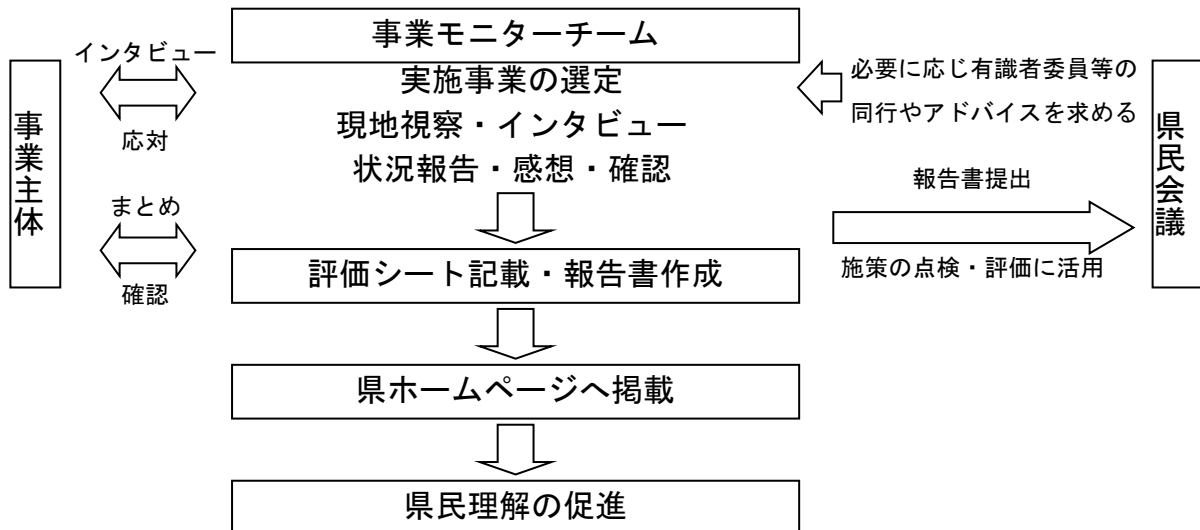 事業モニターチーム
インタビュー
実施事業の選定
必要に応じ有識者委員等の
同行やアドバイスを求める
事業主体
応対
現地視察・インタビュー
県民会議
状況報告・感想・確認
報告書提出
まとめ
確認
評価シート記載・報告書作成
施策の点検・評価に活用
県ホームページへ掲載
県民理解の促進